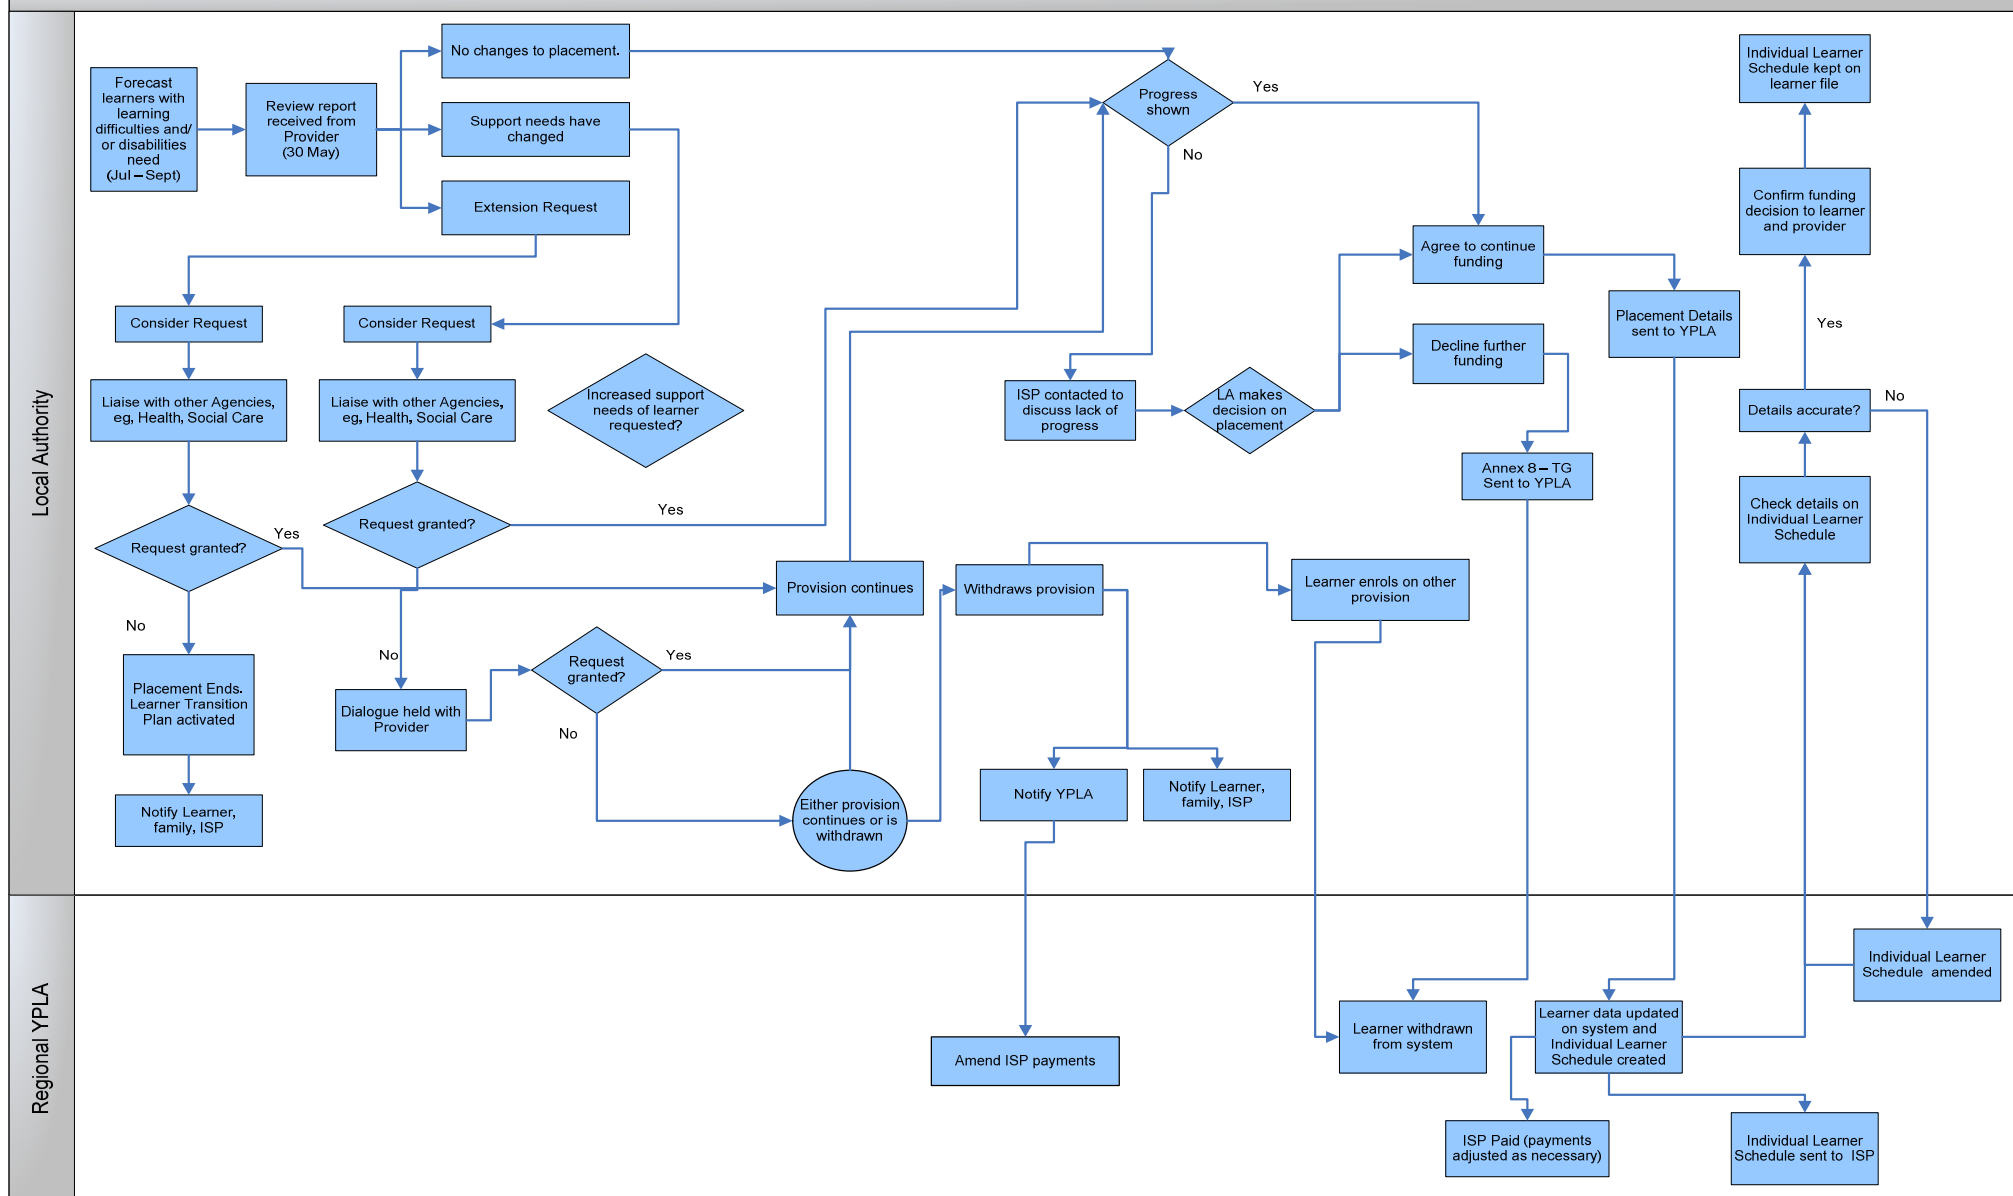 Local Authority
Forecast
learners with
learning
difficulties and/
or disabilities
need
(Jul – Sept)
Review report
received from
Provider
(30 May)
No changes to placement.
Support needs have
changed
Extension Request
Consider Request
Liaise with other Agencies,
eg, Health, Social Care
Request granted?
Yes
No
Placement Ends.
Learner Transition
Plan activated
Notify Learner,
family, ISP
Consider Request
Liaise with other Agencies,
eg, Health, Social Care
Request granted?
Yes
No
Dialogue held with
Provider
Increased support
needs of learner
requested?
Request
granted?
Yes
No
Provision continues
Either provision
continues or is
withdrawn
Withdraws provision
Notify YPLA
Notify Learner,
family, ISP
Learner enrols on other
provision
Progress
shown
Yes
No
ISP contacted to
discuss lack of
progress
LA makes
decision on
placement
Agree to continue
funding
Decline further
funding
Annex 8 – TG
Sent to YPLA
Placement Details
sent to YPLA
Individual Learner
Schedule kept on
learner file
Confirm funding
decision to learner
and provider
Yes
Details accurate?
No
Check details on
Individual Learner
Schedule
Regional YPLA
Amend ISP payments
Learner withdrawn
from system
Learner data updated
on system and
Individual Learner
Schedule created
Individual Learner
Schedule amended
ISP Paid (payments
adjusted as necessary)
Individual Learner
Schedule sent to ISP